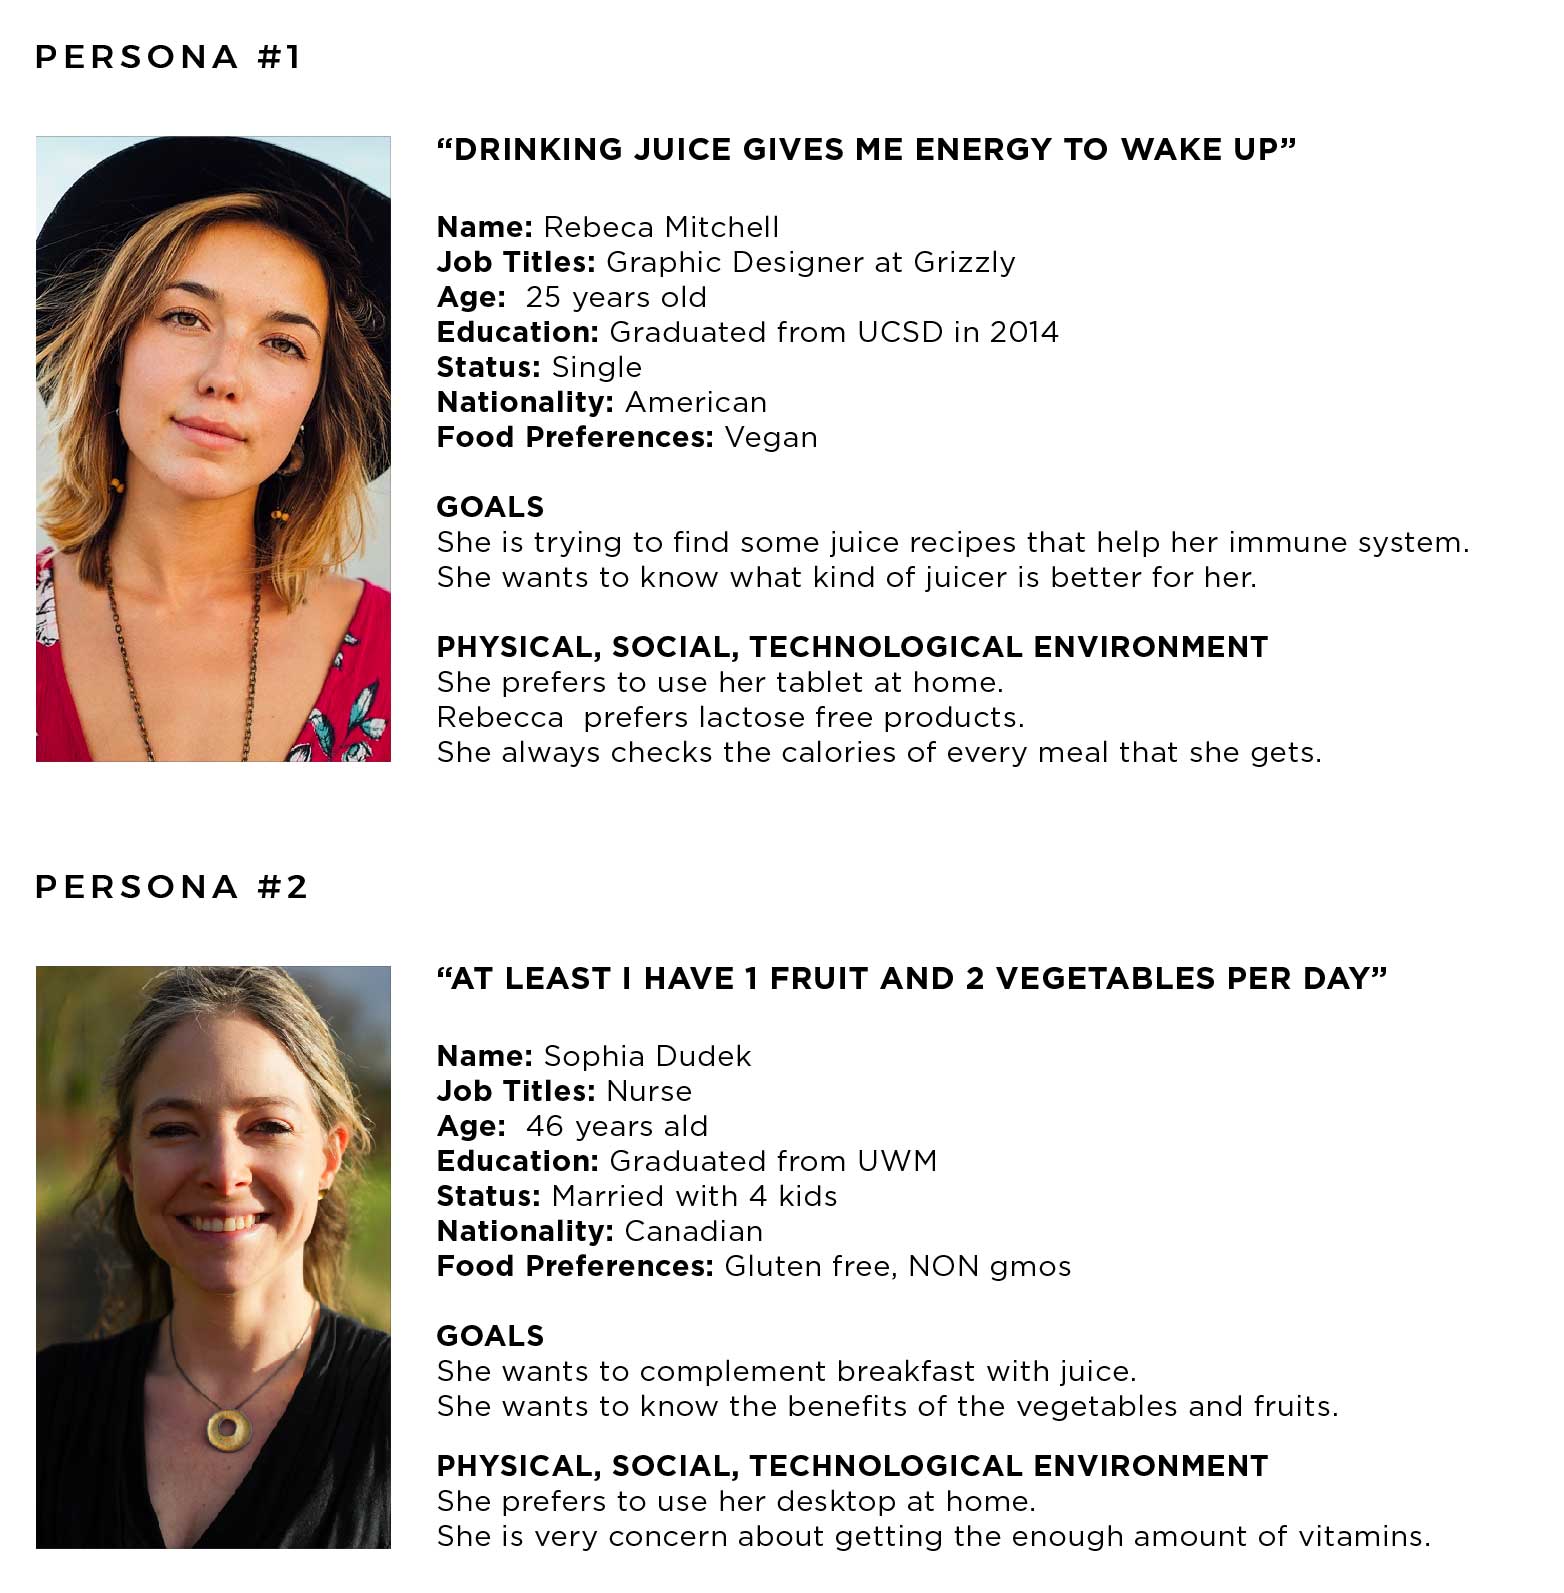 PERSONA #1
“DRINKING JUICE GIVES ME ENERGY TO WAKE UP”
Name: Rebeca Mitchell
Job Titles: Graphic Designer at Grizzly
Age:  25 years old
Education: Graduated from UCSD in 2014
Status: Single
Nationality: American
Food Preferences: Vegan
GOALS
She is trying to find some juice recipes that help her immune system.
She wants to know what kind of juicer is better for her.
PHYSICAL, SOCIAL, TECHNOLOGICAL ENVIRONMENT
She prefers to use her tablet at home.
Rebecca  prefers lactose free products.
She always checks the calories of every meal that she gets.
PERSONA #2
“AT LEAST I HAVE 1 FRUIT AND 2 VEGETABLES PER DAY”
Name: Sophia Dudek
Job Titles: Nurse
Age:  46 years ald
Education: Graduated from UWM
Status: Married with 4 kids
Nationality: Canadian
Food Preferences: Gluten free, NON gmos
GOALS
She wants to complement breakfast with juice.
She wants to know the benefits of the vegetables and fruits.
PHYSICAL, SOCIAL, TECHNOLOGICAL ENVIRONMENT
She prefers to use her desktop at home.
She is very concern about getting the enough amount of vitamins.